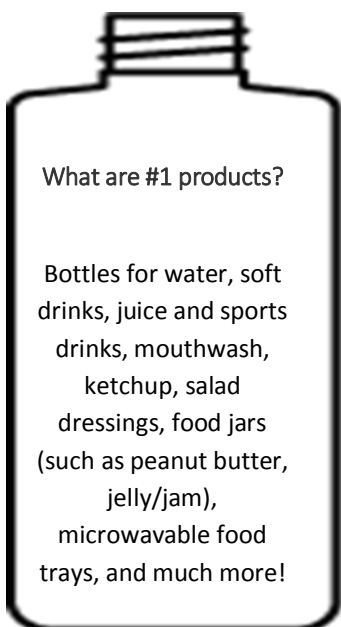 What are #1 products?
Bottles for water, soft
drinks, juice and sports
drinks, mouthwash,
ketchup, salad
dressings, food jars
(such as peanut butter,
jelly/jam),
microwavable food
trays, and much more!